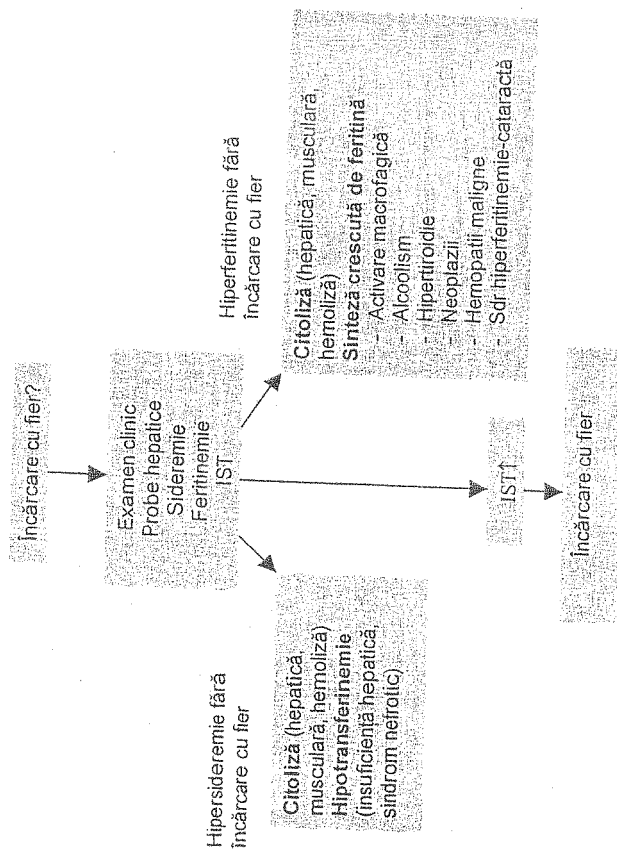 Încărcare cu fier?
Examen clinic
Probe hepatice
Sideremie
Feritinemie
IST
Hipersideremie fără
încărcare cu fier
Citoliză (hepatică,
musculară, hemoliză)
Hipotransferinemie
(insuficiență hepatică,
sindrom nefrotic)
Hiperferitinemie fără
încărcare cu fier
Citoliză (hepatică, musculară,
hemoliză)
Sinteză crescută de feritină
- Activare macrofagică
- Alcoolism
- Hipertiroidie
- Neoplazii
- Hemopatii maligne
- Sdr hiperferitinemie-cataractă
IST↑
Încărcare cu fier